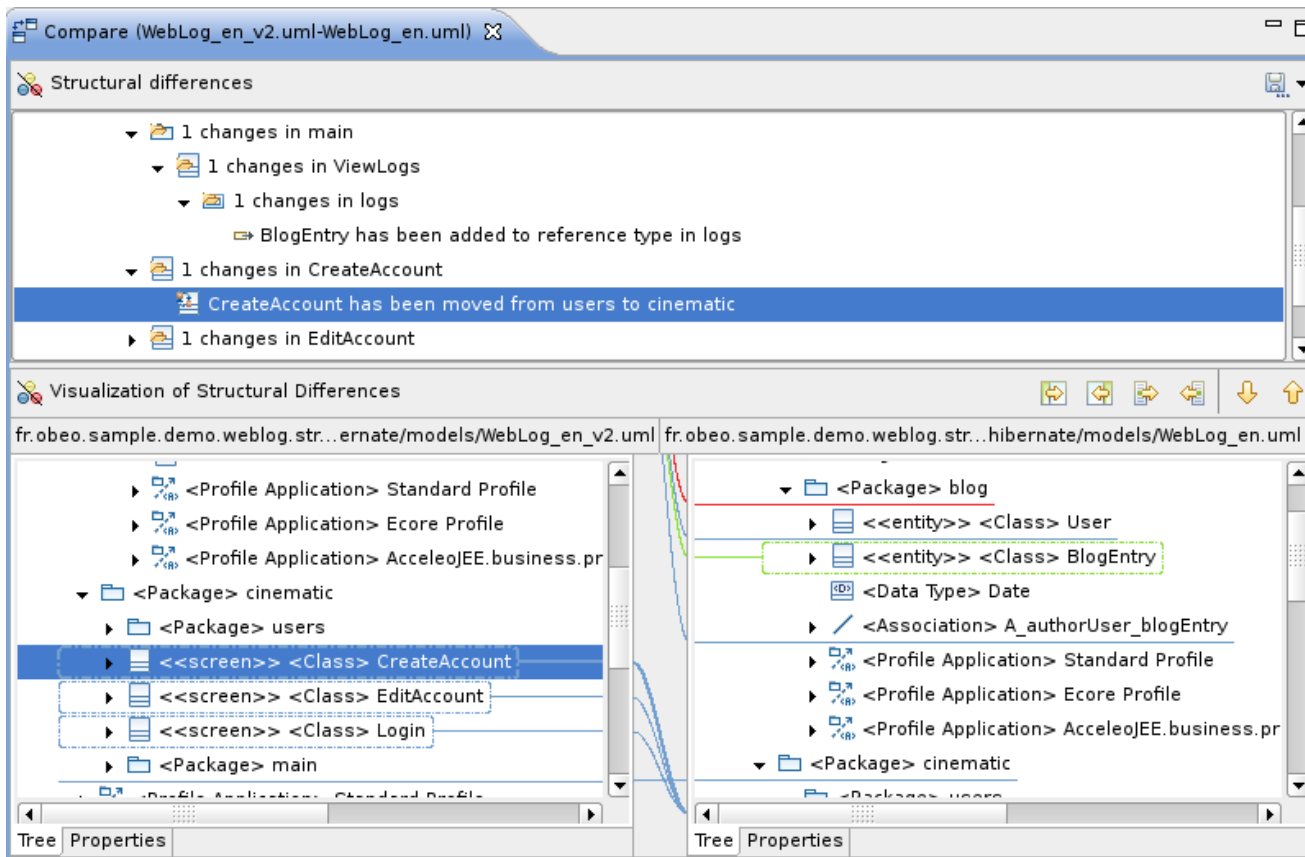 Compare (WebLog_en_v2.uml-WebLog_en.uml)
Structural differences
1 changes in main
1 changes in ViewLogs
1 changes in logs
BlogEntry has been added to reference type in logs
1 changes in CreateAccount
CreateAccount has been moved from users to cinematic
1 changes in EditAccount
Visualization of Structural Differences
fr.obeo.sample.demo.weblog.str...ernate/models/WebLog_en_v2.uml
<Profile Application> Standard Profile
<Profile Application> Ecore Profile
<Profile Application> AcceleoJEE.business.pr
<Package> cinematic
<Package> users
<<screen>> <Class> CreateAccount
<<screen>> <Class> EditAccount
<<screen>> <Class> Login
<Package> main
<Profile Application> Standard Profile
Tree Properties
fr.obeo.sample.demo.weblog.str...hibernate/models/WebLog_en.uml
<Package> blog
<<entity>> <Class> User
<<entity>> <Class> BlogEntry
<Data Type> Date
<Association> A_authorUser_blogEntry
<Profile Application> Standard Profile
<Profile Application> Ecore Profile
<Profile Application> AcceleoJEE.business.pr
<Package> cinematic
<Package> users
Tree Properties